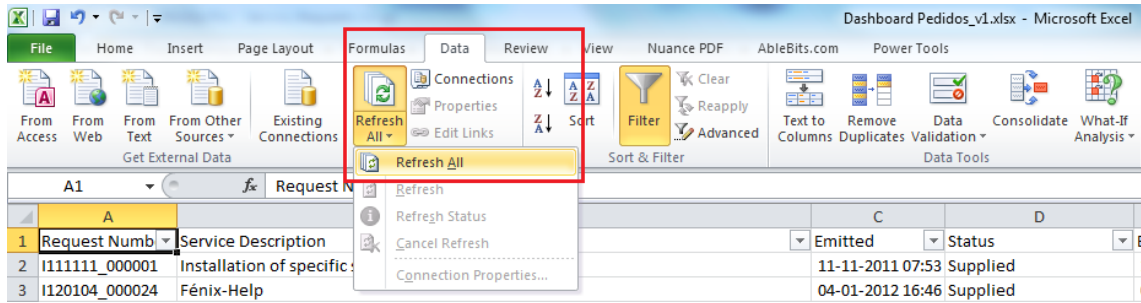 Dashboard Pedidos_v1.xlsx - Microsoft Excel
File Home Insert Page Layout Formulas Data Review View Nuance PDF AbleBits.com Power Tools
From Access
From Web
From Text
From Other Sources
Existing Connections
Get External Data
Refresh All
Connections
Properties
Edit Links
Sort
Filter
Clear
Reapply
Advanced
Sort & Filter
Text to Columns
Remove Duplicates
Data Validation
Consolidate
What-If Analysis
Data Tools
Refresh All
Refresh
Refresh Status
Cancel Refresh
Connection Properties...
A1 fx Request N
A C D
1 Request Numb Service Description Emitted Status
2 I111111_000001 Installation of specific 11-11-2011 07:53 Supplied
3 I120104_000024 Fénix-Help 04-01-2012 16:46 Supplied